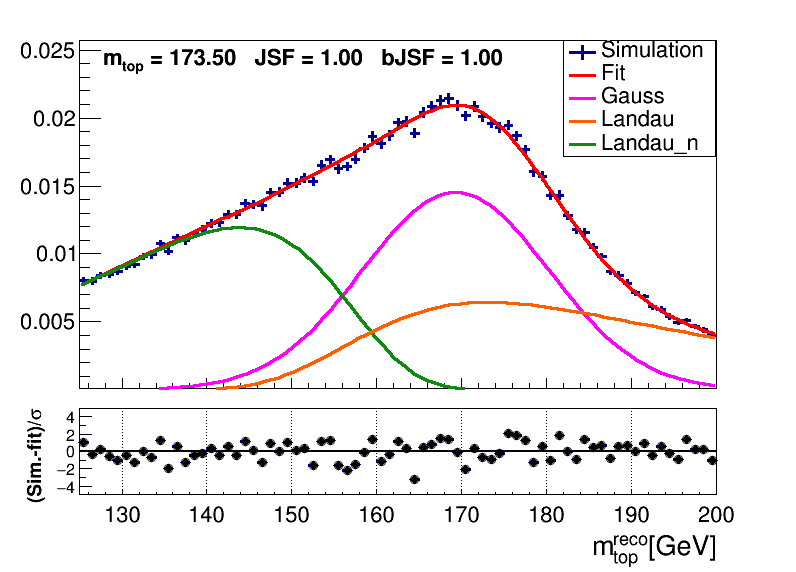 0.025
0.02
0.015
0.01
0.005
m_top = 173.50 JSF = 1.00 bJSF = 1.00
Simulation
Fit
Gauss
Landau
Landau_n
(Sim.-fit)/σ
4
2
0
−2
−4
130 140 150 160 170 180 190 200
m_top^reco[GeV]